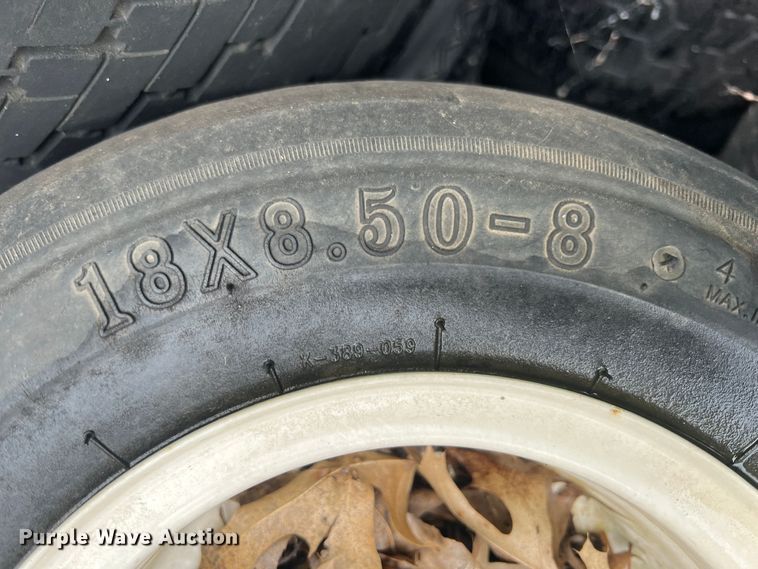 18X8.50-8
4
MAX.
K-389-059
Purple Wave Auction